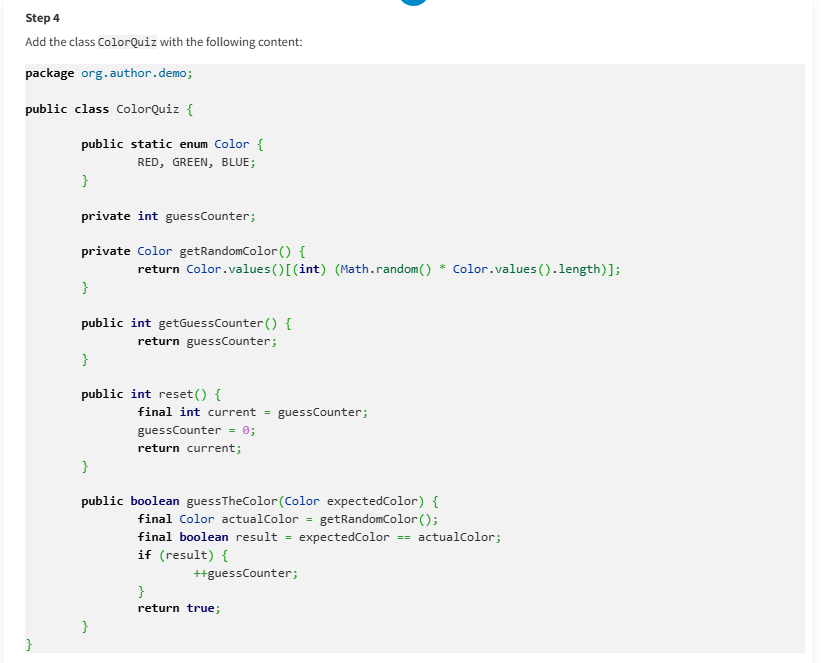 Step 4
Add the class ColorQuiz with the following content:
package org.author.demo;
public class ColorQuiz {
public static enum Color {
RED, GREEN, BLUE;
}
private int guessCounter;
private Color getRandomColor() {
return Color.values()[(int) (Math.random() * Color.values().length)];
}
public int getGuessCounter() {
return guessCounter;
}
public int reset() {
final int current = guessCounter;
guessCounter = 0;
return current;
}
public boolean guessTheColor(Color expectedColor) {
final Color actualColor = getRandomColor();
final boolean result = expectedColor == actualColor;
if (result) {
++guessCounter;
}
return true;
}
}